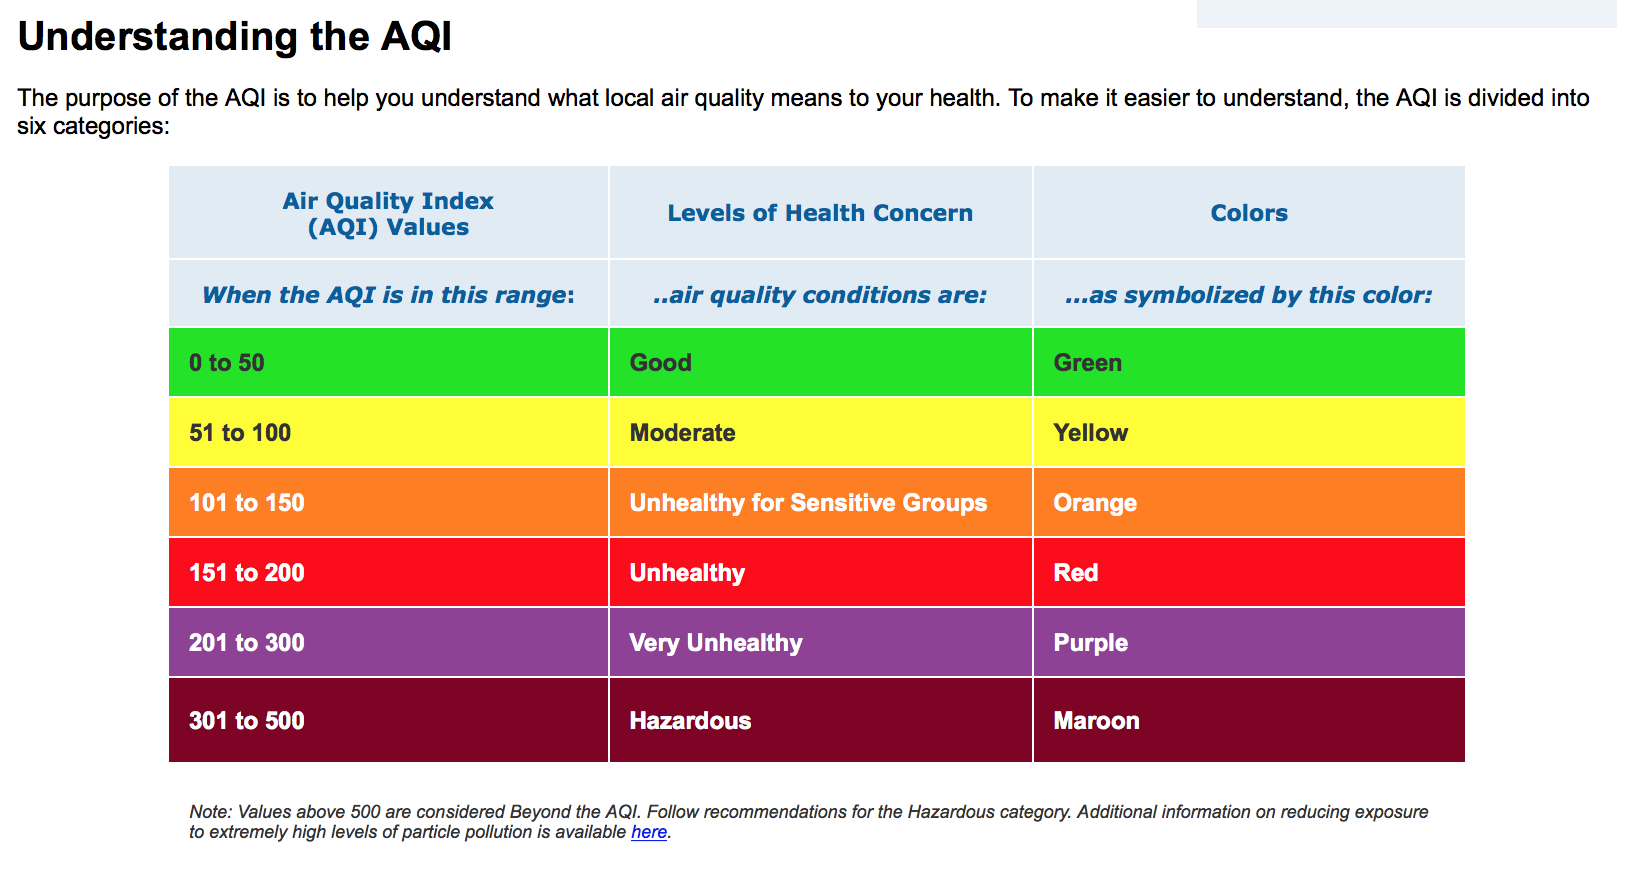 Understanding the AQI
The purpose of the AQI is to help you understand what local air quality means to your health. To make it easier to understand, the AQI is divided into
six categories:
Air Quality Index
(AQI) Values
Levels of Health Concern
Colors
When the AQI is in this range:
..air quality conditions are:
...as symbolized by this color:
0 to 50
Good
Green
51 to 100
Moderate
Yellow
101 to 150
Unhealthy for Sensitive Groups
Orange
151 to 200
Unhealthy
Red
201 to 300
Very Unhealthy
Purple
301 to 500
Hazardous
Maroon
Note: Values above 500 are considered Beyond the AQI. Follow recommendations for the Hazardous category. Additional information on reducing exposure
to extremely high levels of particle pollution is available here.